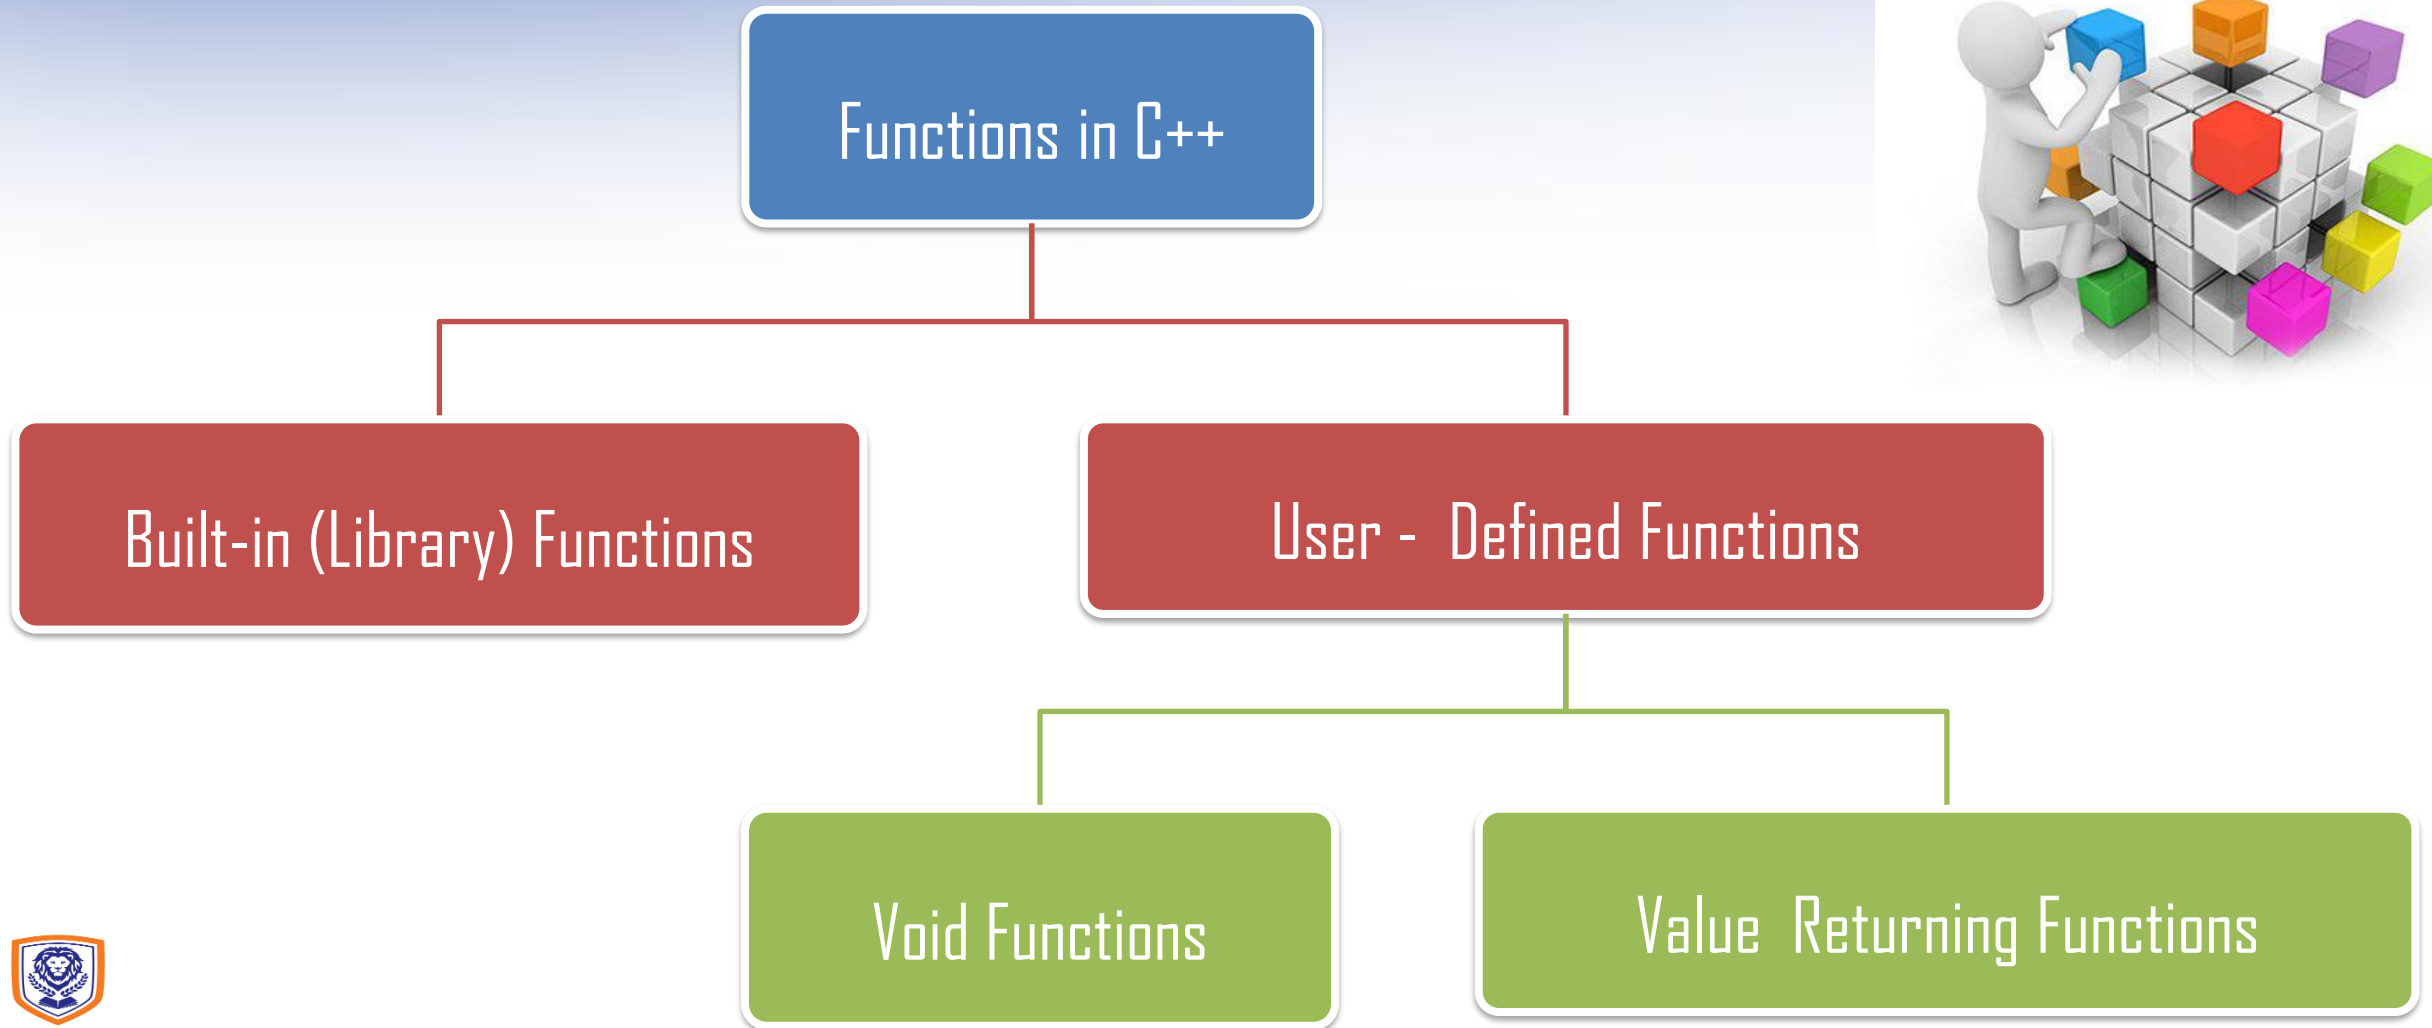 Functions in C++
Built-in (Library) Functions
User - Defined Functions
Void Functions
Value Returning Functions